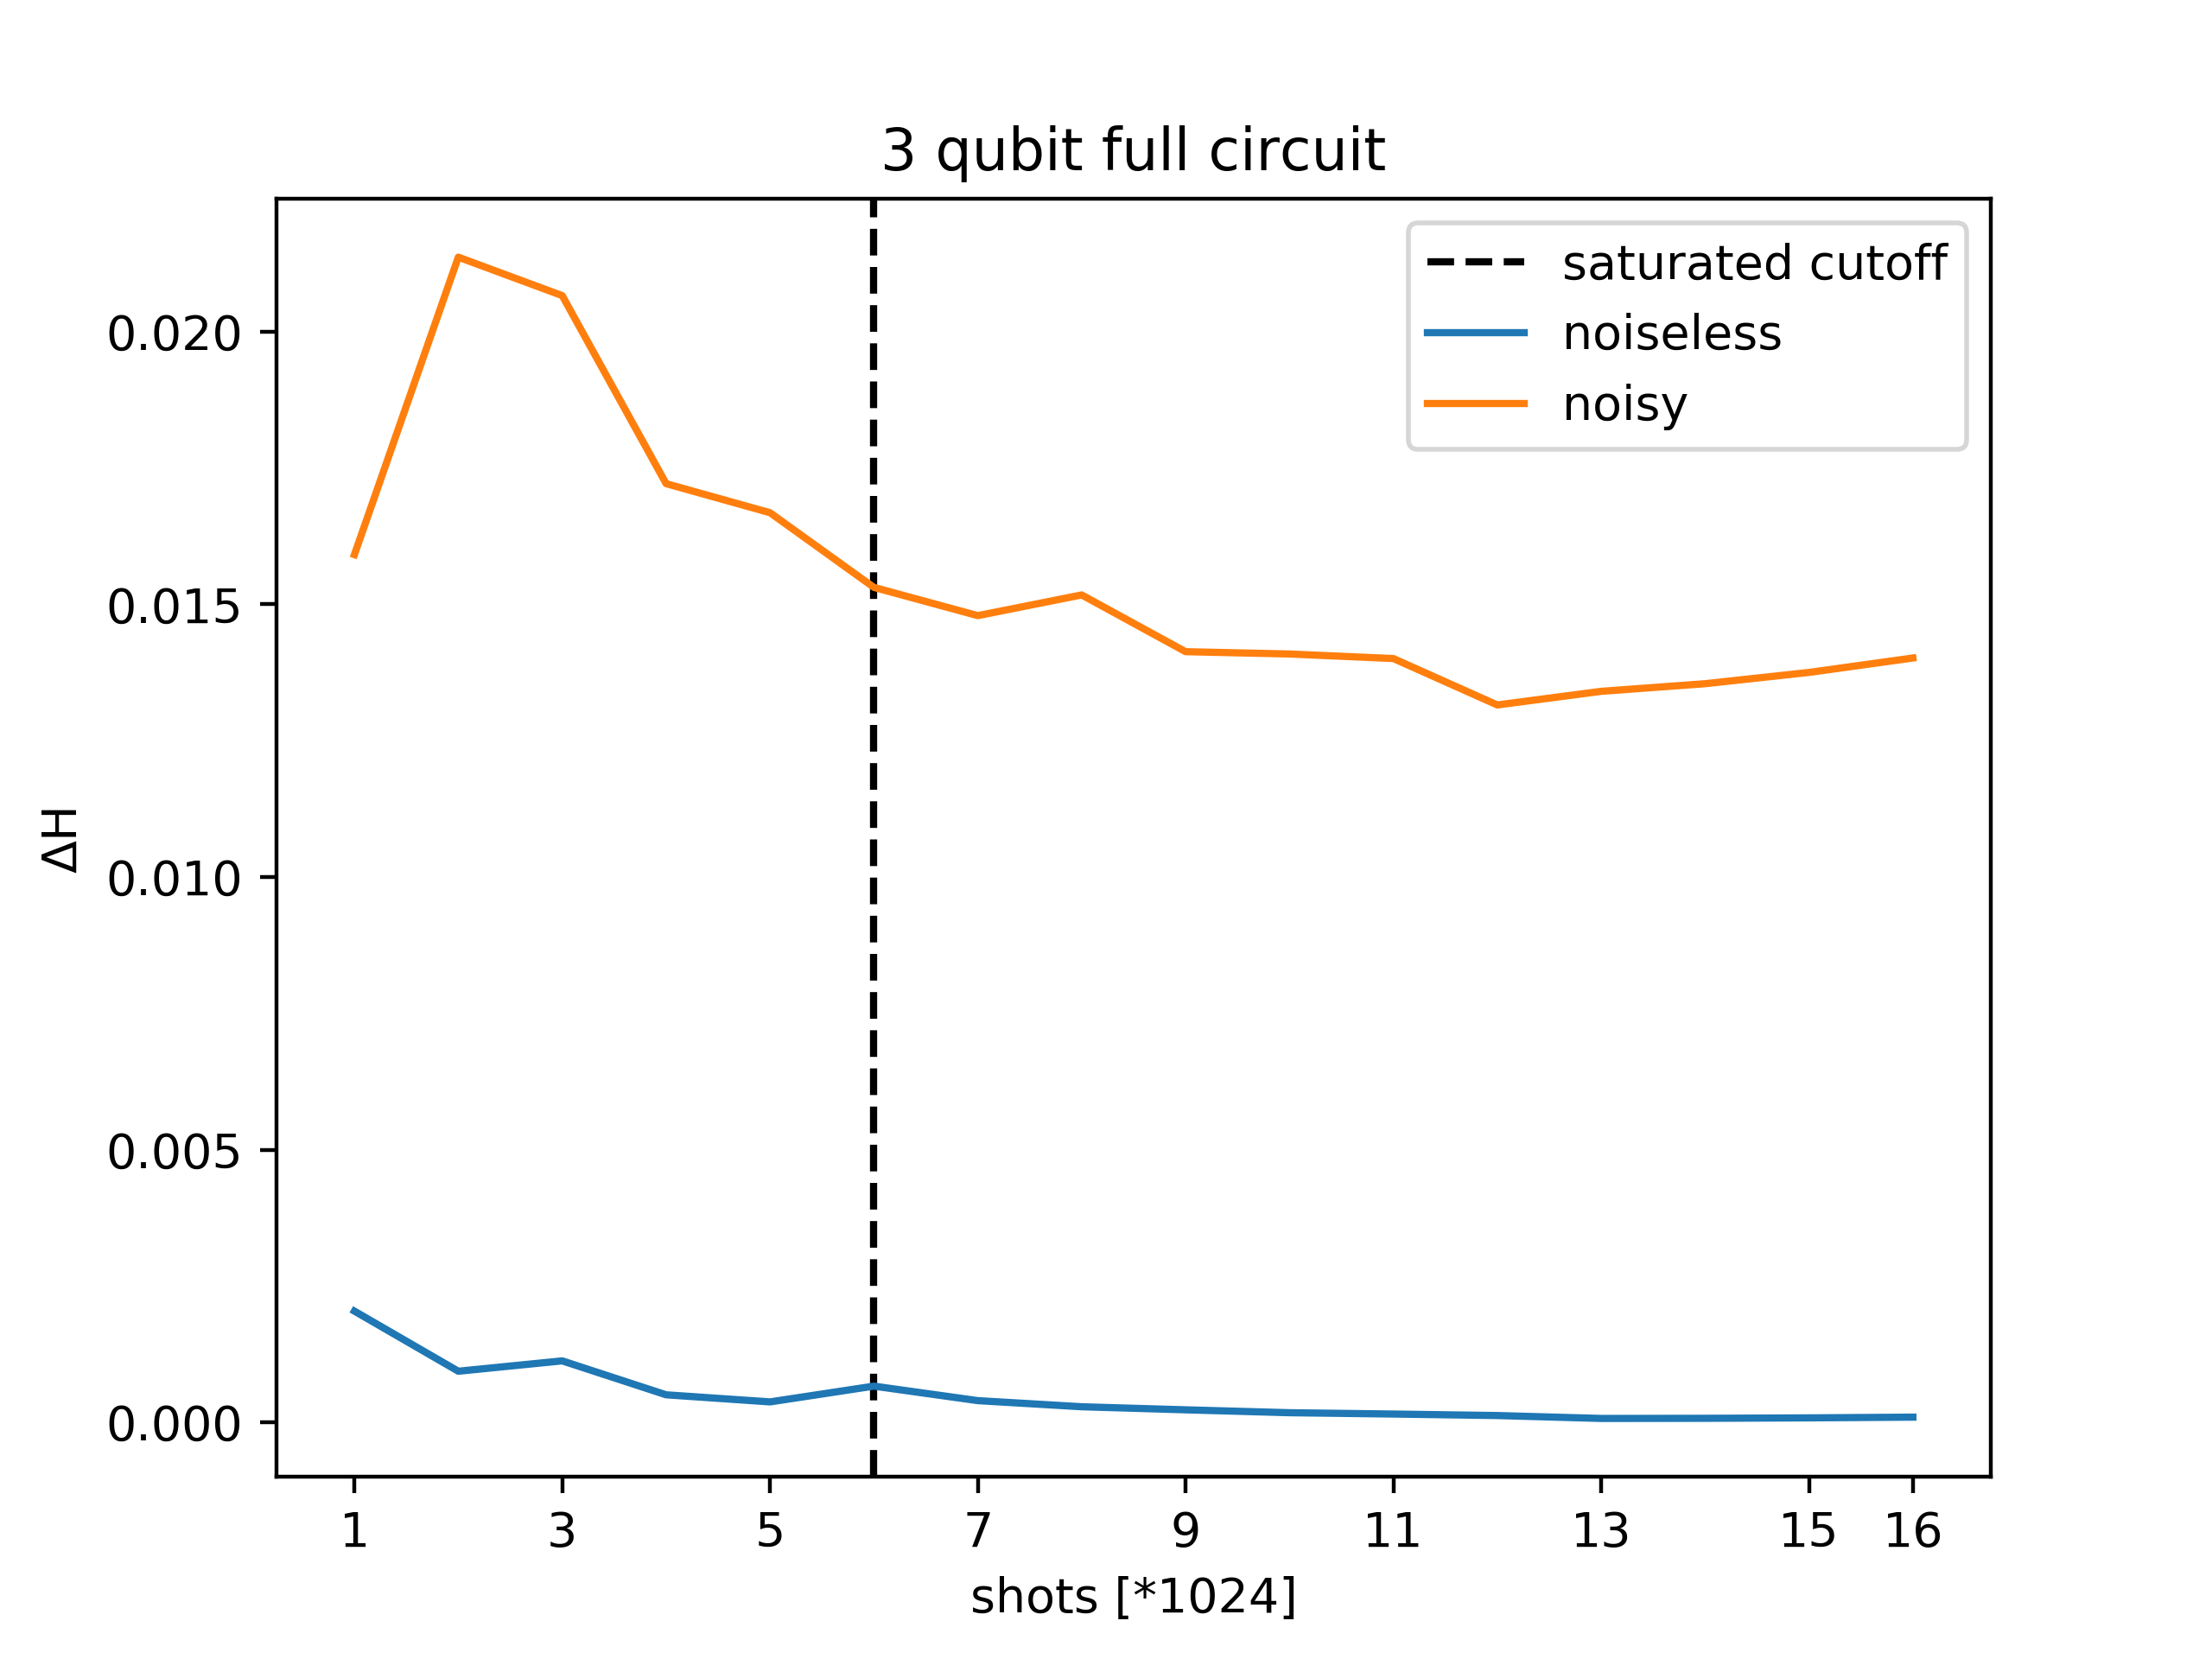 3 qubit full circuit
saturated cutoff
noiseless
noisy
0.020
0.015
0.010
0.005
0.000
ΔH
1 3 5 7 9 11 13 15 16
shots [*1024]